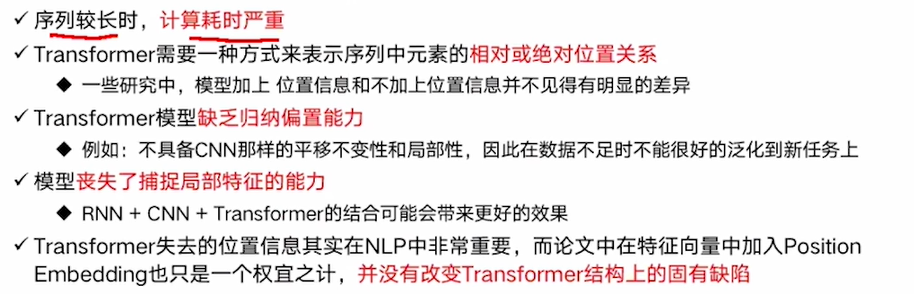 ✓ 序列较长时，计算耗时严重
✓ Transformer需要一种方式来表示序列中元素的相对或绝对位置关系
◆ 一些研究中，模型加上 位置信息和不加上位置信息并不见得有明显的差异
✓ Transformer模型缺乏归纳偏置能力
◆ 例如：不具备CNN那样的平移不变性和局部性，因此在数据不足时不能很好的泛化到新任务上
✓ 模型丧失了捕捉局部特征的能力
◆ RNN + CNN + Transformer的结合可能会带来更好的效果
✓ Transformer失去的位置信息其实在NLP中非常重要，而论文中在特征向量中加入Position
Embedding也只是一个权宜之计，并没有改变Transformer结构上的固有缺陷